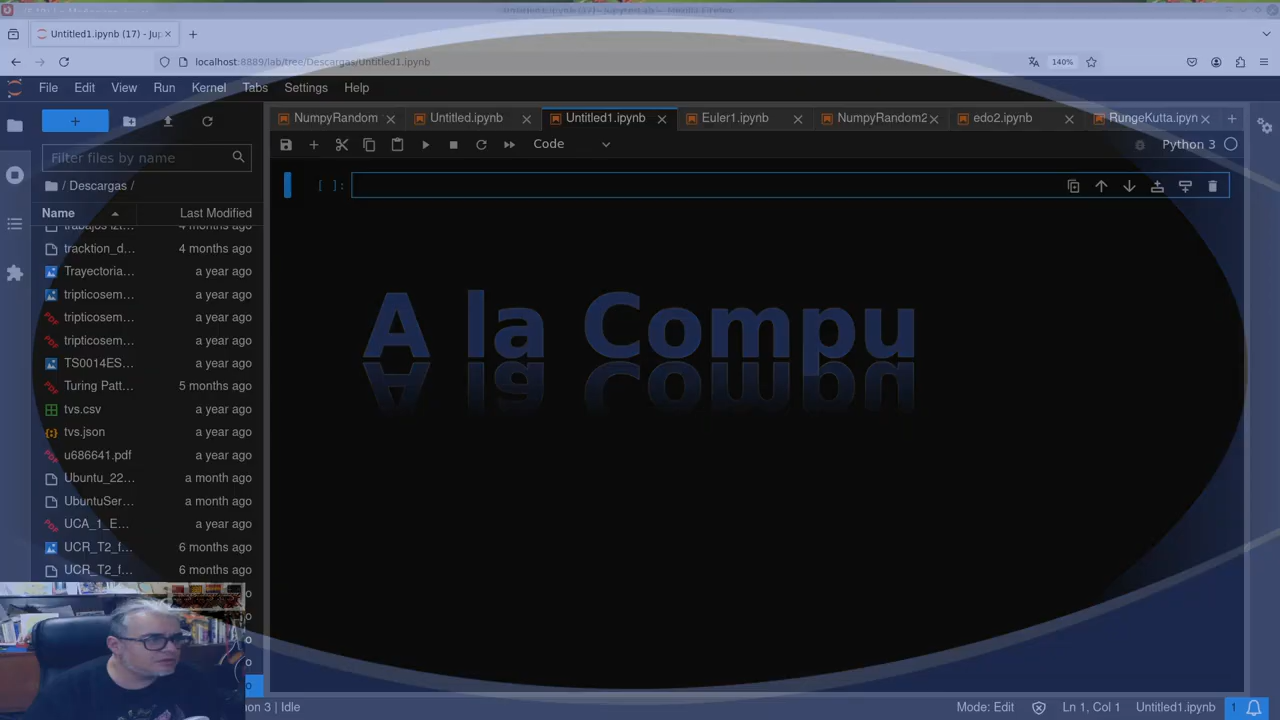 Untitled1.ipynb (17) - Jup
localhost:8889/lab/tree/Descargas/Untitled1.ipynb
140%
File Edit View Run Kernel Tabs Settings Help
NumpyRandom Untitled.ipynb Untitled1.ipynb Euler1.ipynb NumpyRandom2 edo2.ipynb RungeKutta.ipyn
Code Python 3
Filter files by name
[ ]:
/ Descargas /
Name Last Modified
4 months ago
tracktion_d... 4 months ago
Trayectoria... a year ago
tripticosem... a year ago
tripticosem... a year ago
tripticosem... a year ago
TS0014ES... a year ago
Turing Patt... 5 months ago
tvs.csv a year ago
tvs.json a year ago
u686641.pdf a year ago
Ubuntu_22... a month ago
UbuntuSer... a month ago
UCA_1_E... a year ago
UCR_T2_f... 6 months ago
UCR_T2_f... 6 months ago
A la Compu
on 3 | Idle Mode: Edit Ln 1, Col 1 Untitled1.ipynb 1